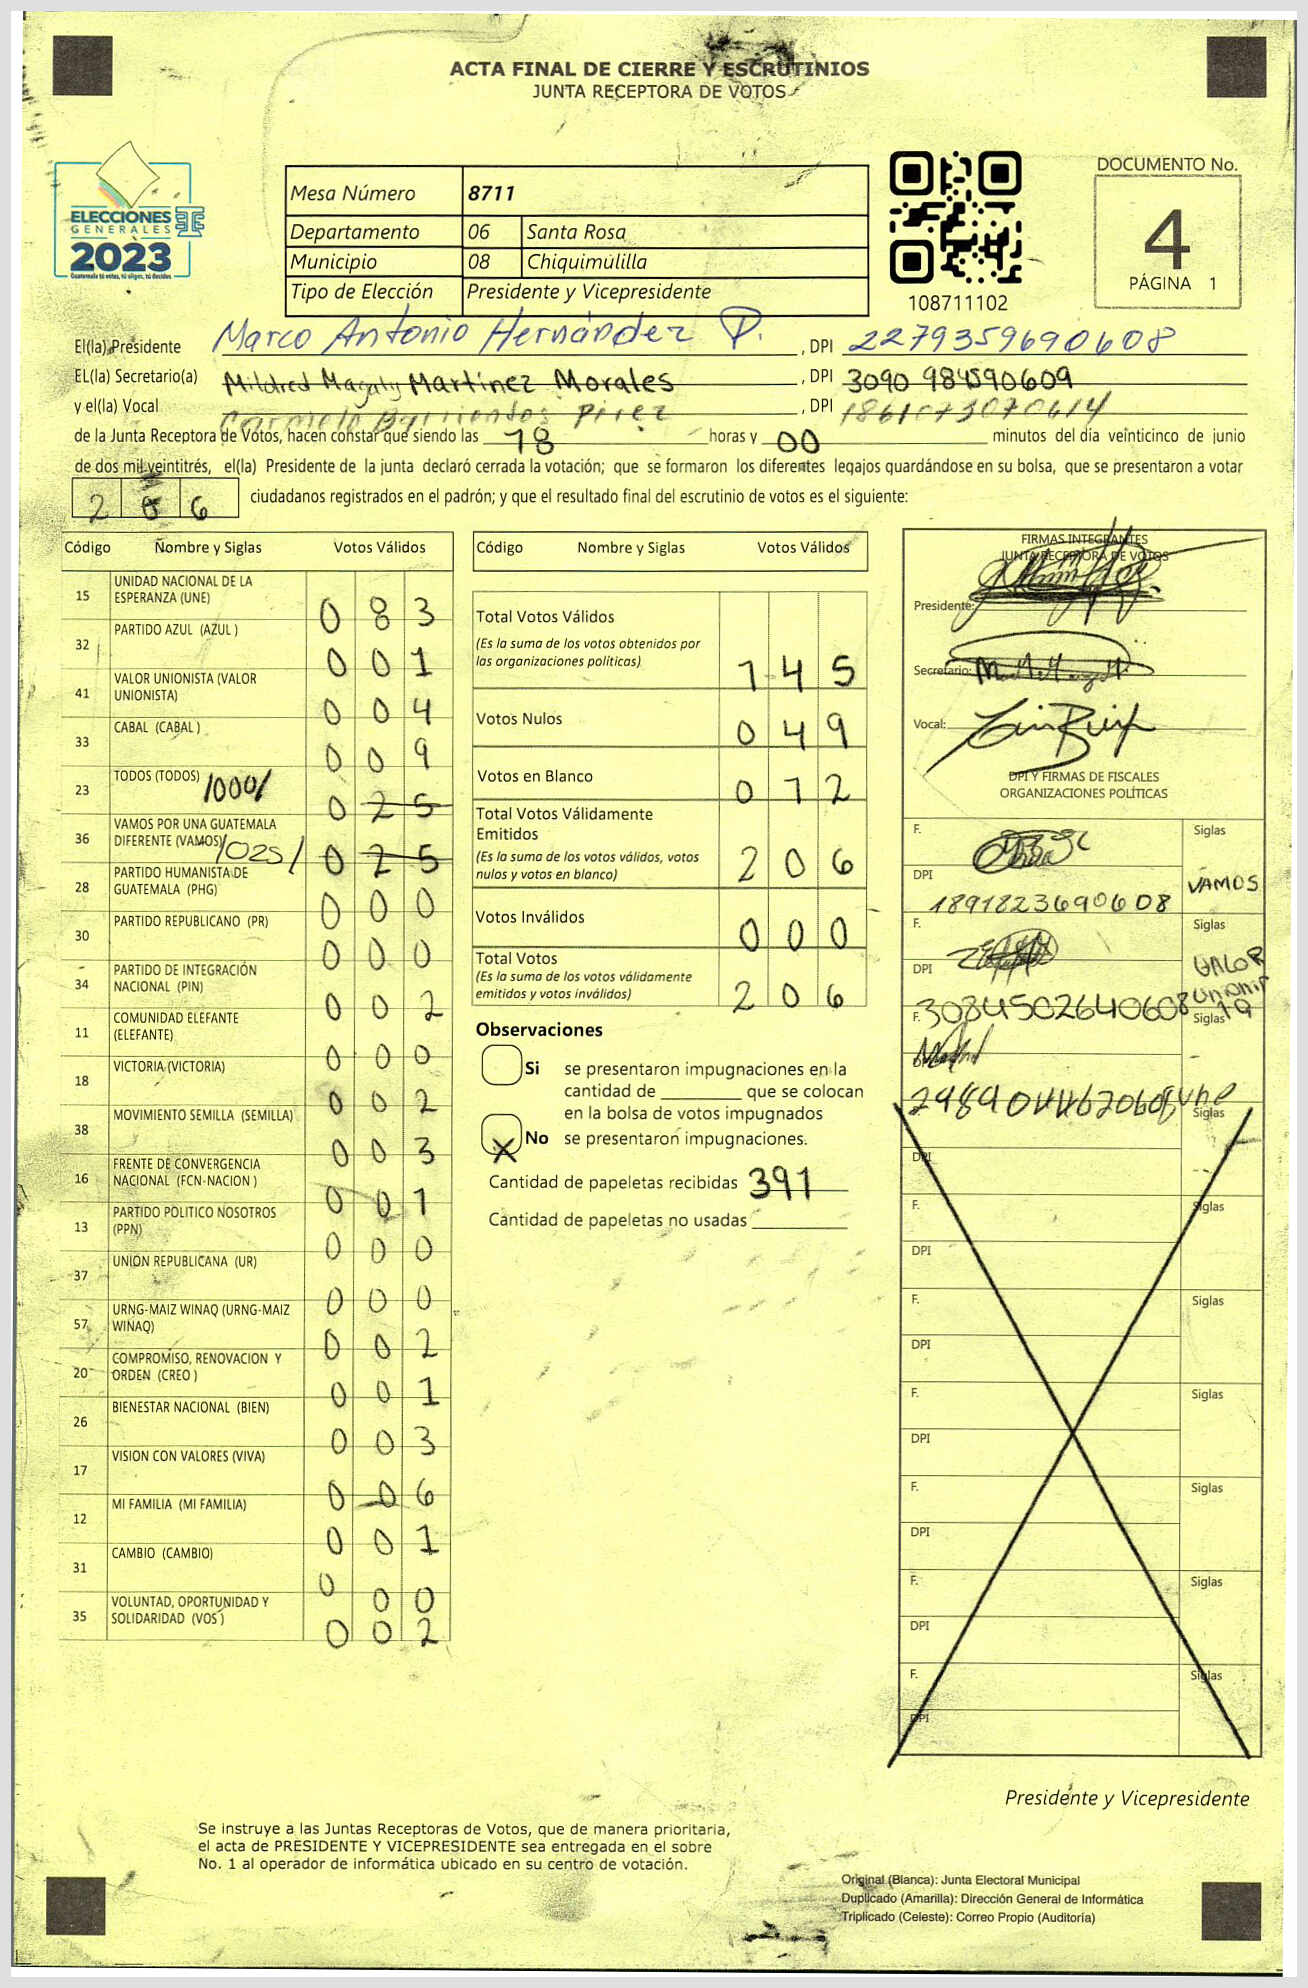 ACTA FINAL DE CIERRE Y ESCRUTINIOS
JUNTA RECEPTORA DE VOTOS
ELECCIONES
GENERALES
2023
Guatemala tú votas, tú eliges, tú decides
Mesa Número 8711
Departamento 06 Santa Rosa
Municipio 08 Chiquimulilla
Tipo de Elección Presidente y Vicepresidente
108711102
DOCUMENTO No.
4
PÁGINA 1
El(la) Presidente Marco Antonio Hernández P. , DPI 2279359690608
EL(la) Secretario(a) Mildred Magaly Martínez Morales , DPI 3090 984590609
y el(la) Vocal Carmelo Barrientos Pirez , DPI 1861073070614
de la Junta Receptora de Votos, hacen constar que siendo las 18 horas y 00 minutos del día veinticinco de junio
de dos mil veintitrés, el(la) Presidente de la junta declaró cerrada la votación; que se formaron los diferentes legajos quardándose en su bolsa, que se presentaron a votar
2 6 ciudadanos registrados en el padrón; y que el resultado final del escrutinio de votos es el siguiente:
Código Nombre y Siglas Votos Válidos
15 UNIDAD NACIONAL DE LA ESPERANZA (UNE) 0 8 3
32 PARTIDO AZUL (AZUL ) 0 0 1
41 VALOR UNIONISTA (VALOR UNIONISTA) 0 0 4
33 CABAL (CABAL ) 0 0 9
23 TODOS (TODOS) /000/ 0 2 5
36 VAMOS POR UNA GUATEMALA DIFERENTE (VAMOS) /025/ 0 2 5
28 PARTIDO HUMANISTA DE GUATEMALA (PHG) 0 0 0
30 PARTIDO REPUBLICANO (PR) 0 0 0
34 PARTIDO DE INTEGRACIÓN NACIONAL (PIN) 0 0 2
11 COMUNIDAD ELEFANTE (ELEFANTE) 0 0 0
18 VICTORIA (VICTORIA) 0 0 2
38 MOVIMIENTO SEMILLA (SEMILLA) 0 0 3
16 FRENTE DE CONVERGENCIA NACIONAL (FCN-NACION ) 0 0 1
13 PARTIDO POLITICO NOSOTROS (PPN) 0 0 0
37 UNION REPUBLICANA (UR) 0 0 0
57 URNG-MAIZ WINAQ (URNG-MAIZ WINAQ) 0 0 2
20 COMPROMISO, RENOVACION Y ORDEN (CREO ) 0 0 1
26 BIENESTAR NACIONAL (BIEN) 0 0 3
17 VISION CON VALORES (VIVA) 0 0 6
12 MI FAMILIA (MI FAMILIA) 0 0 1
31 CAMBIO (CAMBIO) 0 0 0
35 VOLUNTAD, OPORTUNIDAD Y SOLIDARIDAD (VOS ) 0 0 2
Código Nombre y Siglas Votos Válidos
Total Votos Válidos
(Es la suma de los votos obtenidos por
las organizaciones políticas) 1 4 5
Votos Nulos 0 4 9
Votos en Blanco 0 12
Total Votos Válidamente
Emitidos
(Es la suma de los votos válidos, votos
nulos y votos en blanco) 2 0 6
Votos Inválidos 0 0 0
Total Votos
(Es la suma de los votos válidamente
emitidos y votos inválidos) 2 0 6
Observaciones
Si se presentaron impugnaciones en la
cantidad de ________ que se colocan
en la bolsa de votos impugnados
X No se presentaron impugnaciones.
Cantidad de papeletas recibidas 391
Cantidad de papeletas no usadas
FIRMAS INTEGRANTES
JUNTA RECEPTORA DE VOTOS
Presidente:
Secretario:
Vocal:
DPI Y FIRMAS DE FISCALES
ORGANIZACIONES POLÍTICAS
F. Siglas
DPI 1891823690608 VAMOS
F. Siglas
DPI 3084502640608 VALOR
F. Siglas
une
Siglas
DPI
F. Siglas
DPI
F. Siglas
DPI
F. Siglas
DPI
F. Siglas
DPI
F. Siglas
DPI
F. Siglas
DPI
Presidente y Vicepresidente
Se instruye a las Juntas Receptoras de Votos, que de manera prioritaria,
el acta de PRESIDENTE Y VICEPRESIDENTE sea entregada en el sobre
No. 1 al operador de informática ubicado en su centro de votación.
Original (Blanca): Junta Electoral Municipal
Duplicado (Amarilla): Dirección General de Informática
Triplicado (Celeste): Correo Propio (Auditoría)